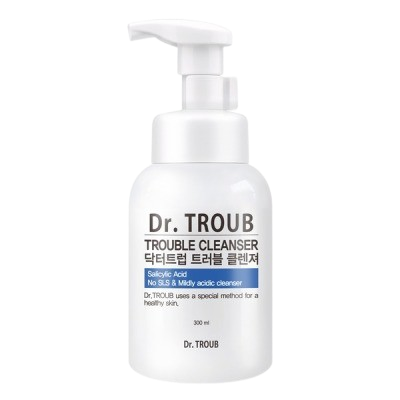 Dr. TROUB
TROUBLE CLEANSER
닥터트럽 트러블 클렌져
Salicylic Acid
No SLS & Mildly acidic cleanser
Dr,TROUB uses a special method for a
healthy skin.
300 ml
Dr. TROUB